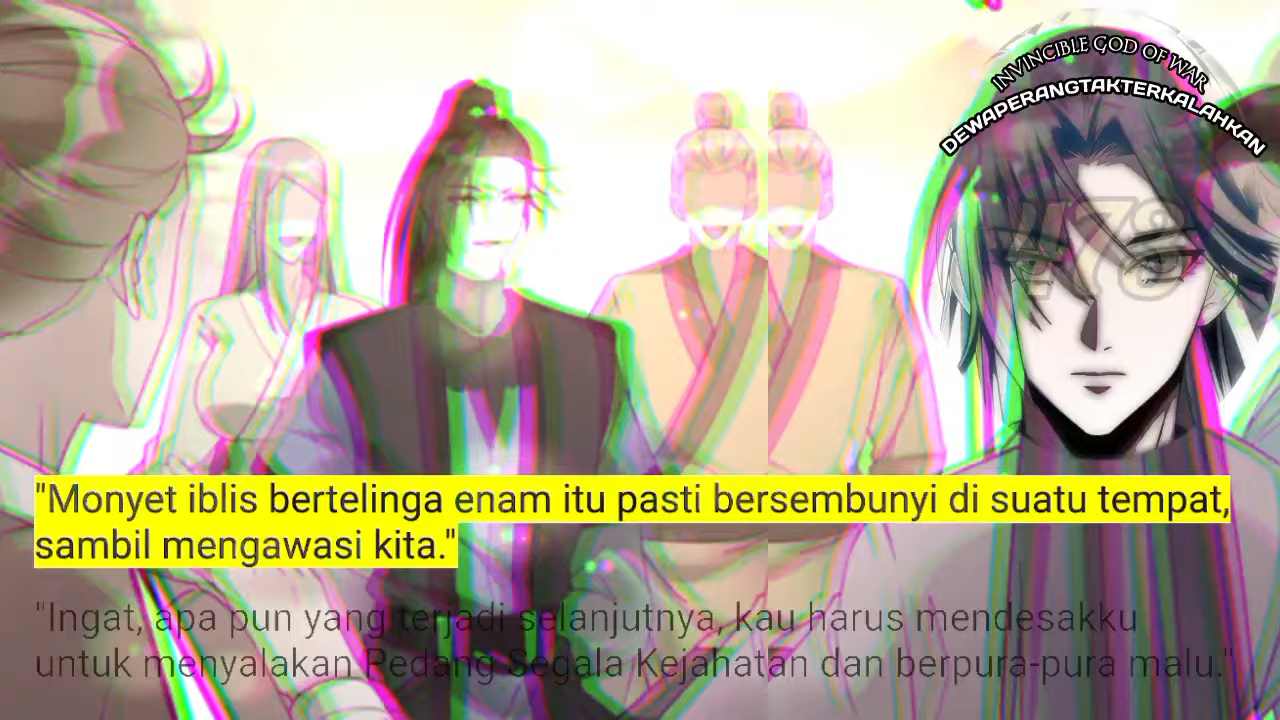 INVINCIBLE GOD OF WAR
DEWAPERANGTAKTERKALAHKAN
478
"Monyet iblis bertelinga enam itu pasti bersembunyi di suatu tempat,
sambil mengawasi kita."
"Ingat, apa pun yang terjadi selanjutnya, kau harus mendesakku
untuk menyalakan Pedang Segala Kejahatan dan berpura-pura malu."